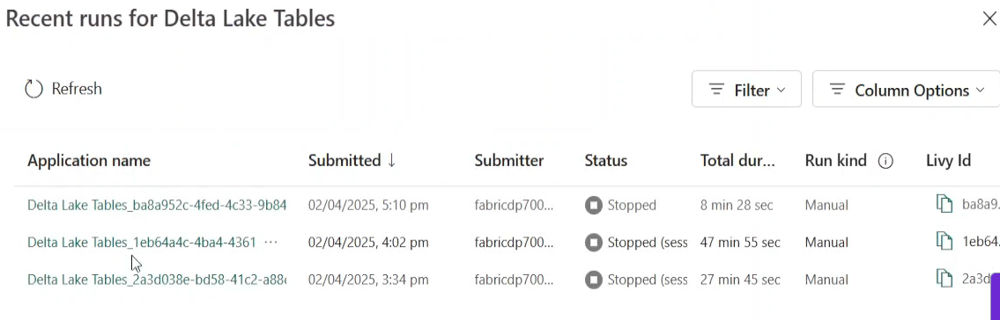 Recent runs for Delta Lake Tables
Refresh
Filter
Column Options
Application name Submitted ↓ Submitter Status Total dur... Run kind Livy Id
Delta Lake Tables_ba8a952c-4fed-4c33-9b84 02/04/2025, 5:10 pm fabricdp700... Stopped 8 min 28 sec Manual ba8a9.
Delta Lake Tables_1eb64a4c-4ba4-4361 ... 02/04/2025, 4:02 pm fabricdp700... Stopped (sess 47 min 55 sec Manual 1eb64.
Delta Lake Tables_2a3d038e-bd58-41c2-a88 02/04/2025, 3:34 pm fabricdp700... Stopped (sess 27 min 45 sec Manual 2a3d